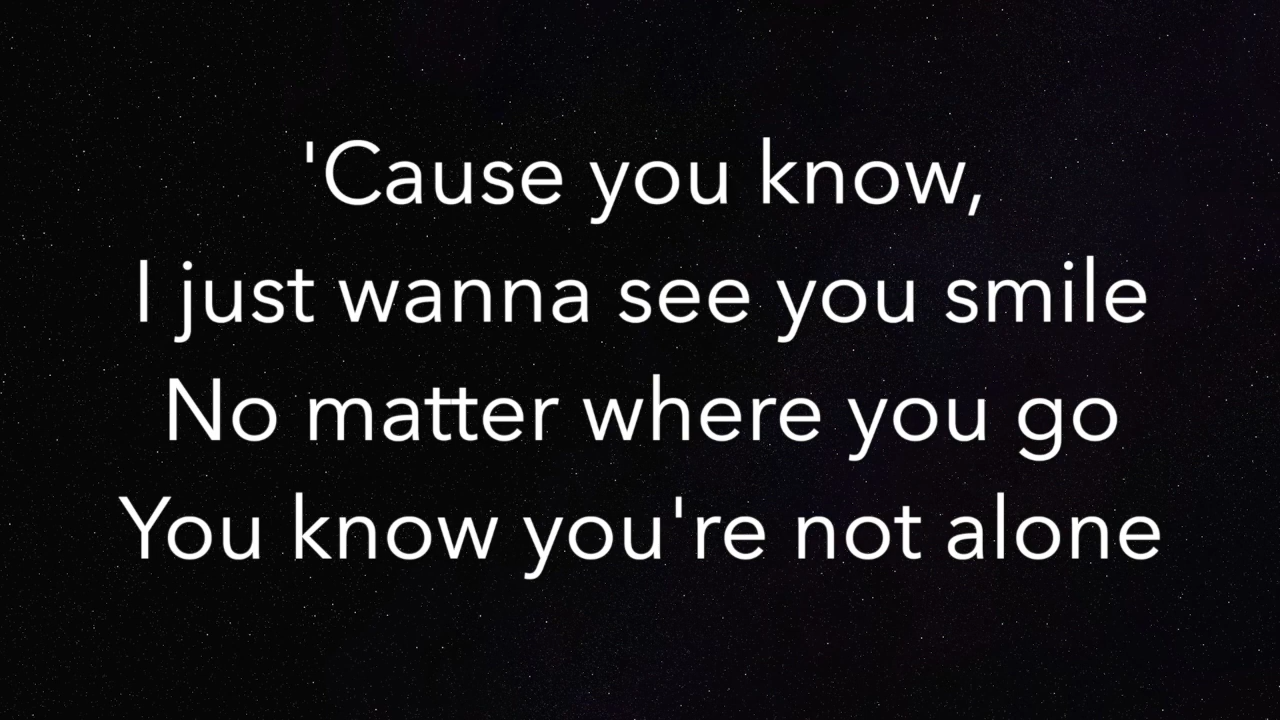 'Cause you know,
I just wanna see you smile
No matter where you go
You know you're not alone